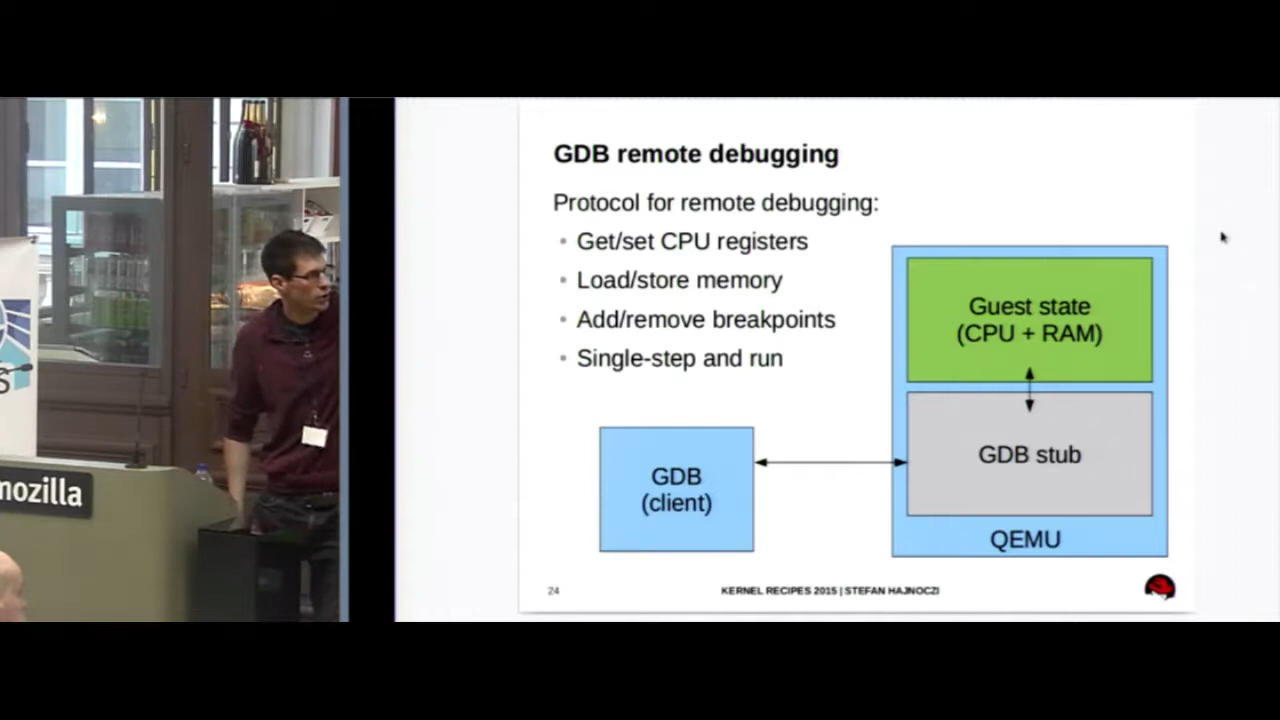 GDB remote debugging
Protocol for remote debugging:
• Get/set CPU registers
• Load/store memory
• Add/remove breakpoints
• Single-step and run
Guest state
(CPU + RAM)
GDB stub
QEMU
GDB
(client)
24
KERNEL RECIPES 2015 | STEFAN HAJNOCZI
mozilla